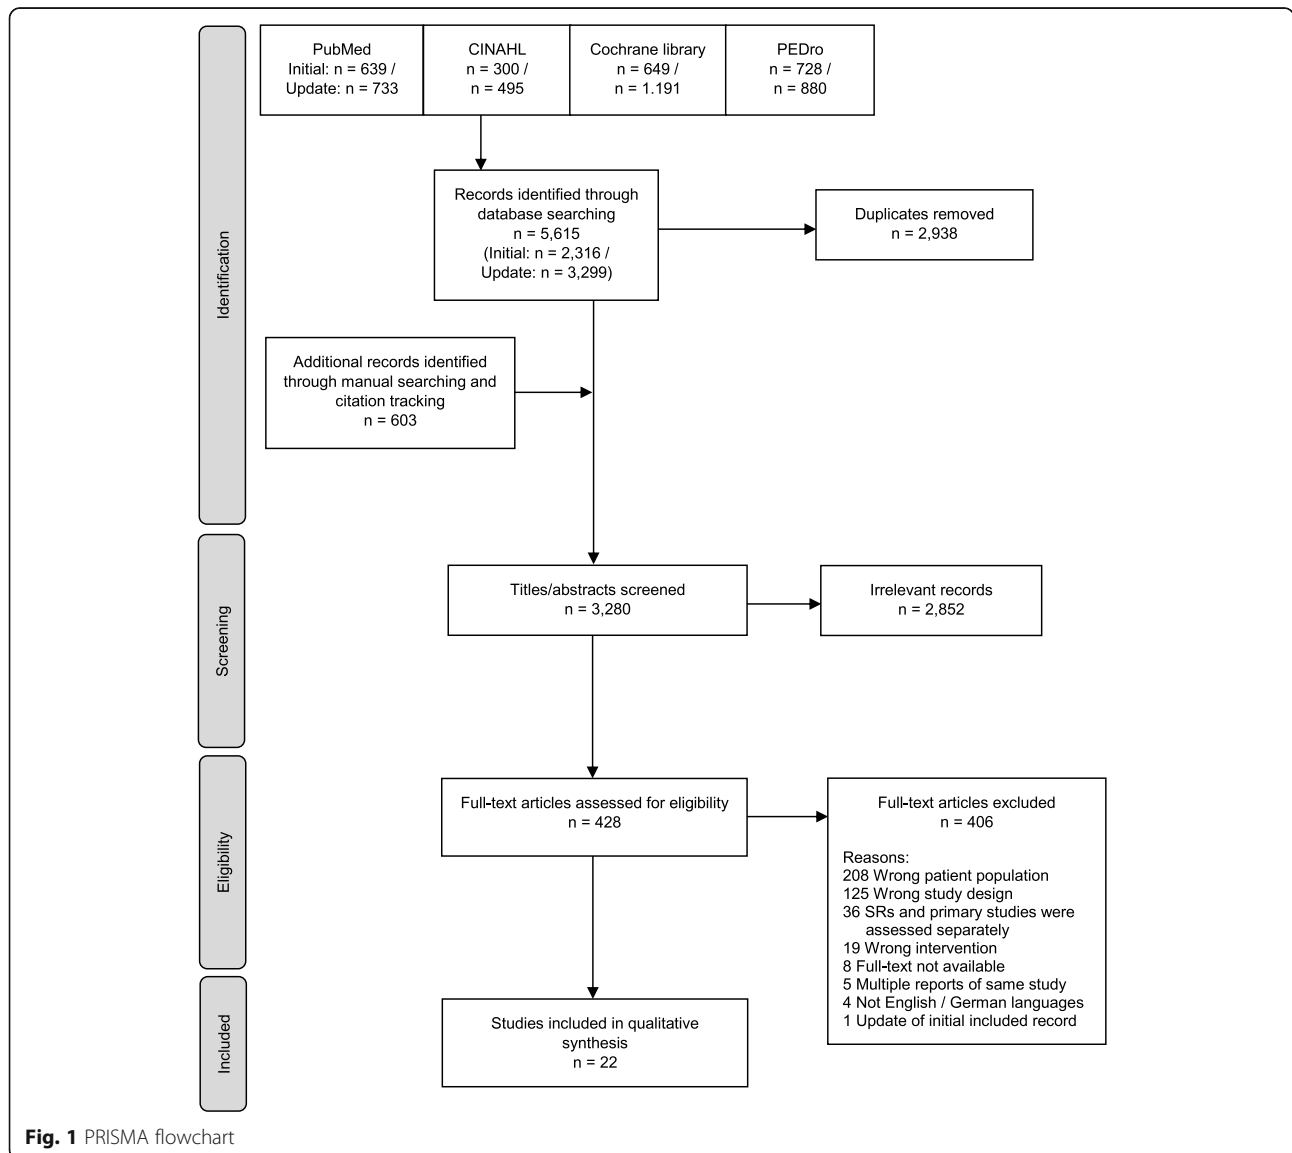 PubMed
Initial: n = 639 /
Update: n = 733
CINAHL
n = 300 /
n = 495
Cochrane library
n = 649 /
n = 1.191
PEDro
n = 728 /
n = 880
Identification
Records identified through
database searching
n = 5,615
(Initial: n = 2,316 /
Update: n = 3,299)
Duplicates removed
n = 2,938
Additional records identified
through manual searching and
citation tracking
n = 603
Screening
Titles/abstracts screened
n = 3,280
Irrelevant records
n = 2,852
Eligibility
Full-text articles assessed for eligibility
n = 428
Full-text articles excluded
n = 406
Reasons:
208 Wrong patient population
125 Wrong study design
36 SRs and primary studies were
assessed separately
19 Wrong intervention
8 Full-text not available
5 Multiple reports of same study
4 Not English / German languages
1 Update of initial included record
Included
Studies included in qualitative
synthesis
n = 22
Fig. 1 PRISMA flowchart